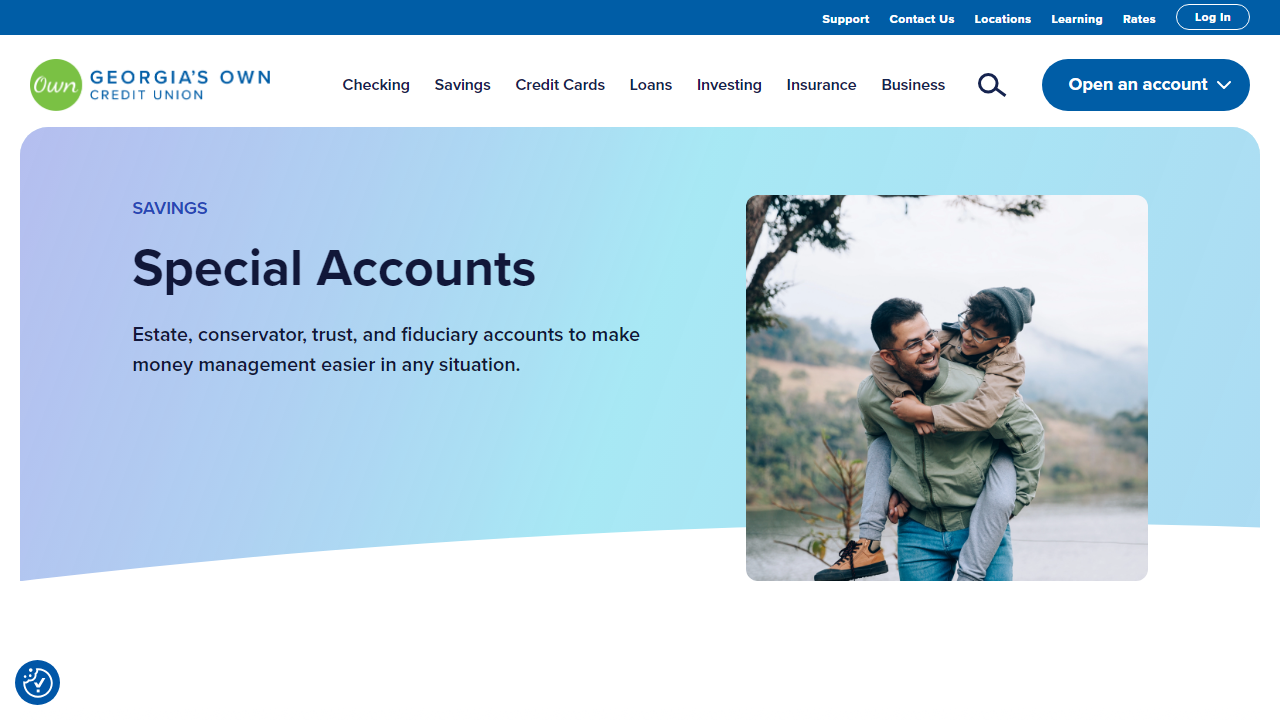 Support Contact Us Locations Learning Rates Log In
Own GEORGIA'S OWN
CREDIT UNION
Checking Savings Credit Cards Loans Investing Insurance Business Open an account
SAVINGS
Special Accounts
Estate, conservator, trust, and fiduciary accounts to make
money management easier in any situation.